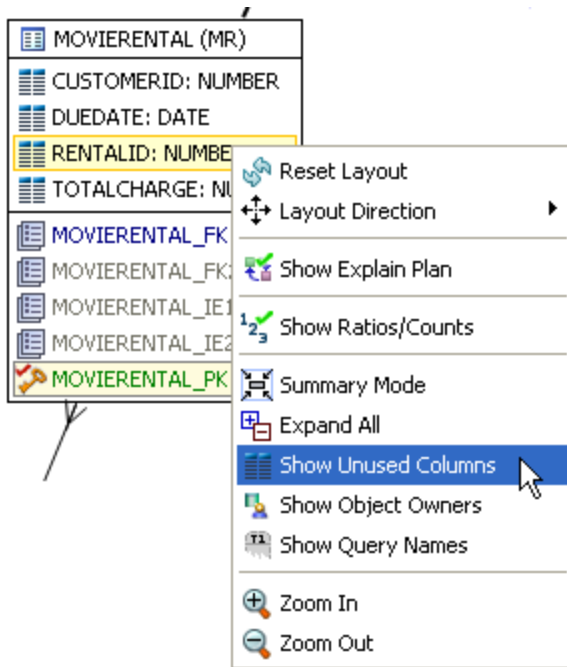 MOVIERENTAL (MR)
CUSTOMERID: NUMBER
DUEDATE: DATE
RENTALID: NUMBE
TOTALCHARGE: NU
MOVIERENTAL_FK
MOVIERENTAL_FK2
MOVIERENTAL_IE1
MOVIERENTAL_IE2
MOVIERENTAL_PK
Reset Layout
Layout Direction
Show Explain Plan
Show Ratios/Counts
Summary Mode
Expand All
Show Unused Columns
Show Object Owners
Show Query Names
Zoom In
Zoom Out